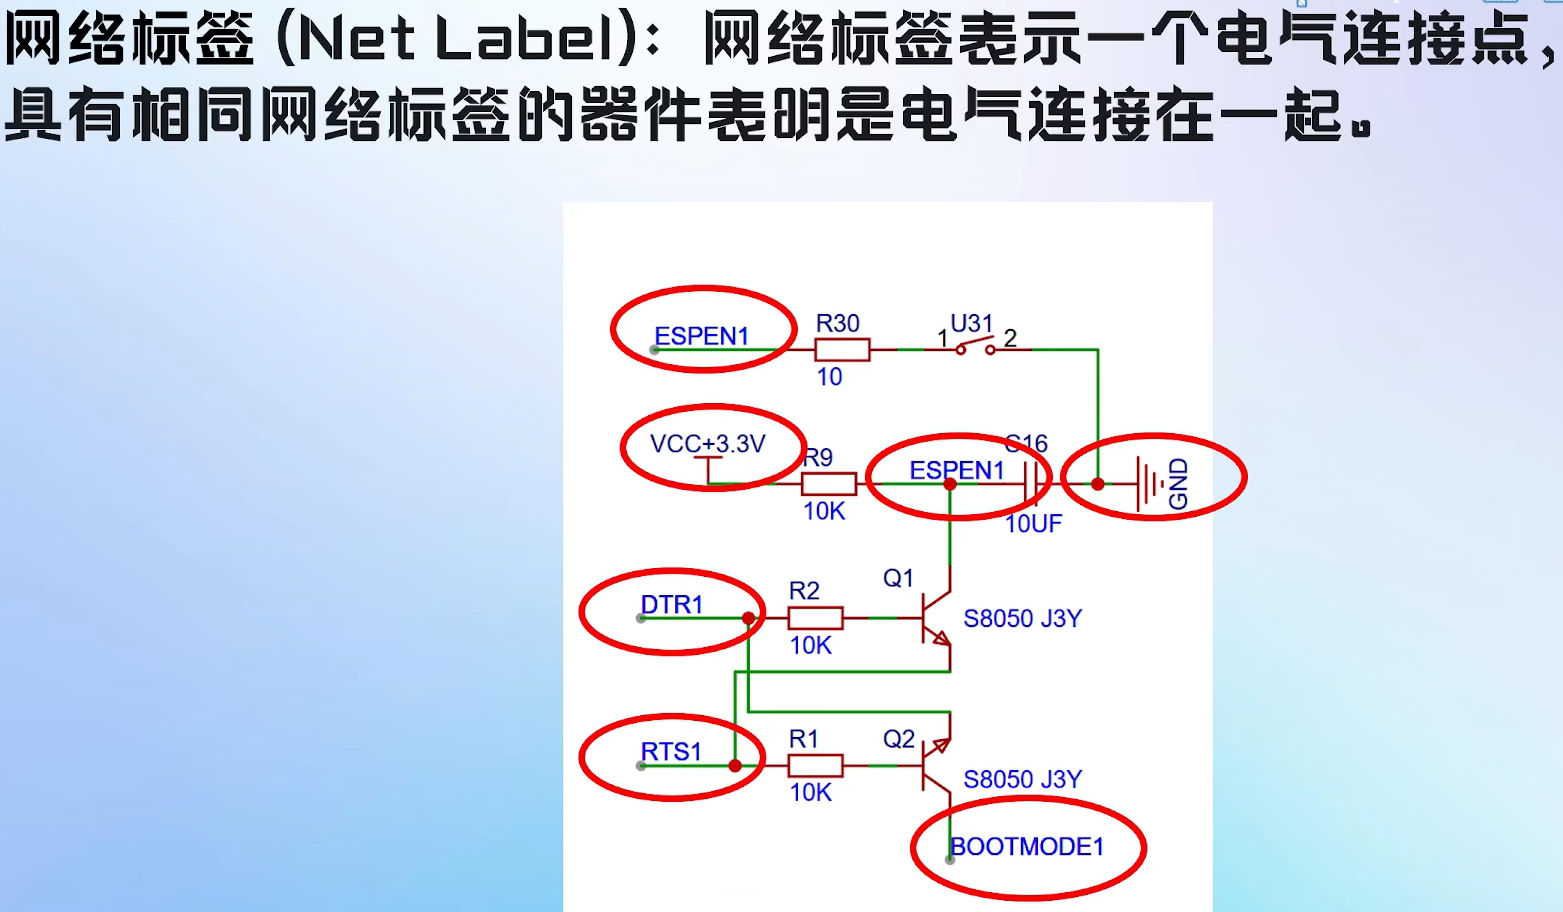 网络标签 (Net Label)：网络标签表示一个电气连接点，
具有相同网络标签的器件表明是电气连接在一起。
ESPEN1
R30
10
1
U31
2
VCC+3.3V
R9
10K
ESPEN1
C16
10UF
GND
DTR1
R2
10K
Q1
S8050 J3Y
RTS1
R1
10K
Q2
S8050 J3Y
BOOTMODE1